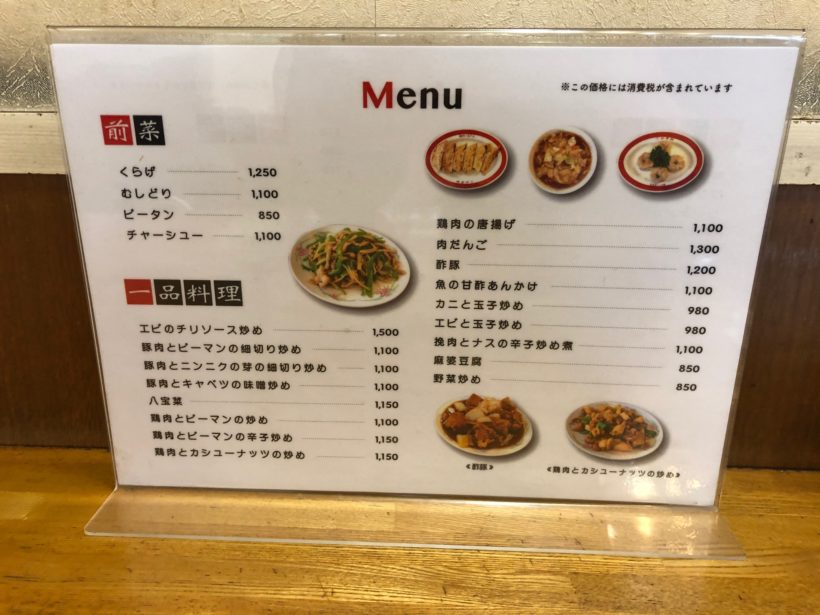 Menu
※この価格には消費税が含まれています
前菜
くらげ 1,250
むしどり 1,100
ピータン 850
チャーシュー 1,100
一品料理
エビのチリソース炒め 1,500
豚肉とピーマンの細切り炒め 1,100
豚肉とニンニクの芽の細切り炒め 1,100
豚肉とキャベツの味噌炒め 1,100
八宝菜 1,150
鶏肉とピーマンの炒め 1,100
鶏肉とピーマンの辛子炒め 1,150
鶏肉とカシューナッツの炒め 1,150
鶏肉の唐揚げ 1,100
肉だんご 1,300
酢豚 1,200
魚の甘酢あんかけ 1,100
カニと玉子炒め 980
エビと玉子炒め 980
挽肉とナスの辛子炒め煮 1,100
麻婆豆腐 850
野菜炒め 850
《酢豚》
《鶏肉とカシューナッツの炒め》